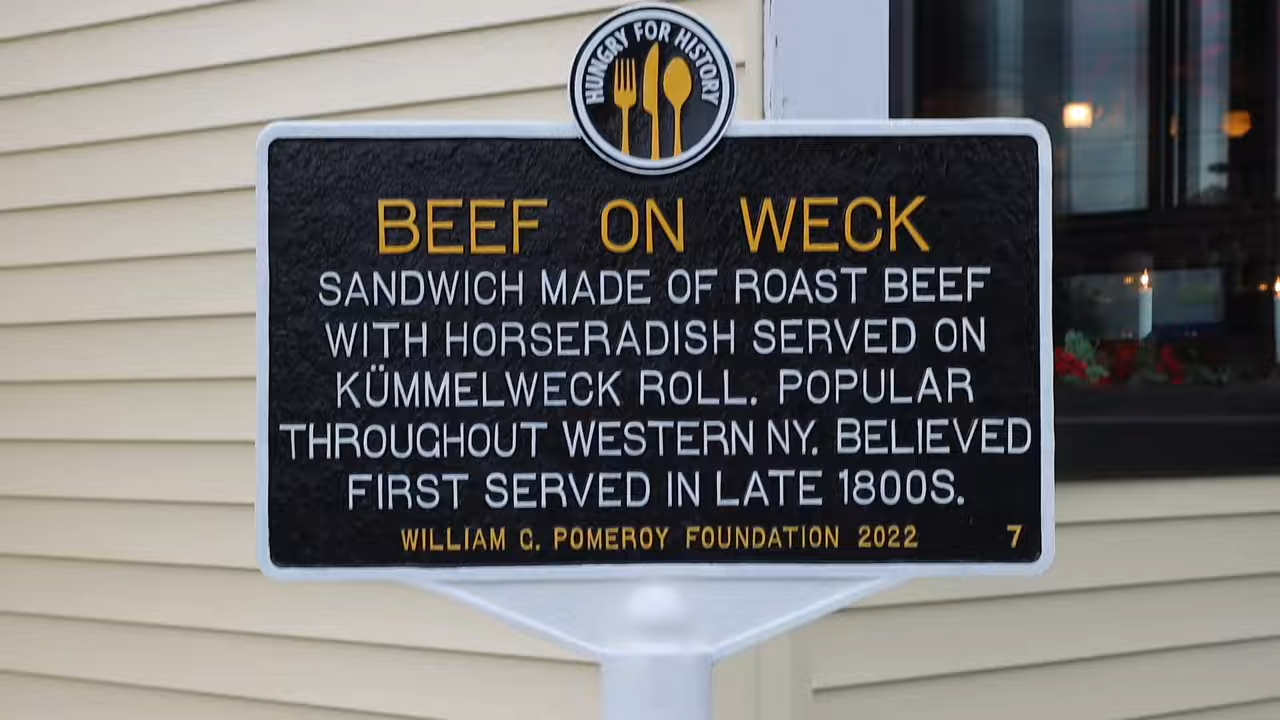 HUNGRY FOR HISTORY
BEEF ON WECK
SANDWICH MADE OF ROAST BEEF
WITH HORSERADISH SERVED ON
KÜMMELWECK ROLL. POPULAR
THROUGHOUT WESTERN NY. BELIEVED
FIRST SERVED IN LATE 1800S.
WILLIAM G. POMEROY FOUNDATION 2022 7